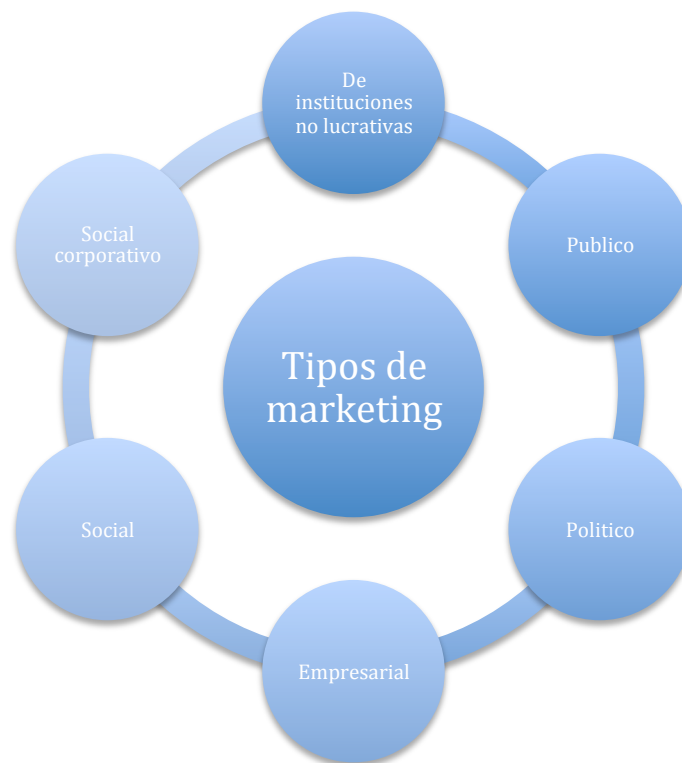 De
instituciones
no lucrativas
Publico
Politico
Empresarial
Social
Social
corporativo
Tipos de
marketing